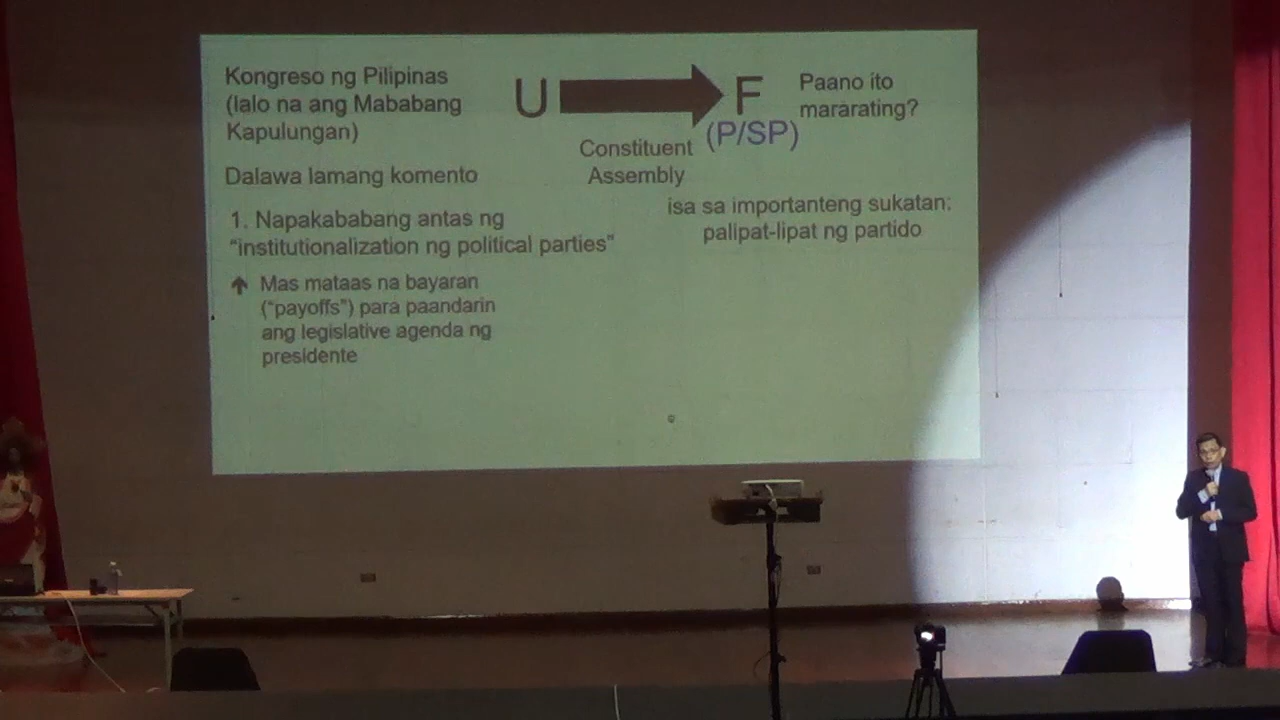 Kongreso ng Pilipinas
(lalo na ang Mababang
Kapulungan)
U
F
(P/SP)
Constituent
Assembly
Paano ito
mararating?
Dalawa lamang komento
1. Napakababang antas ng
“institutionalization ng political parties”
isa sa importanteng sukatan:
palipat-lipat ng partido
Mas mataas na bayaran
(“payoffs”) para paandarin
ang legislative agenda ng
presidente